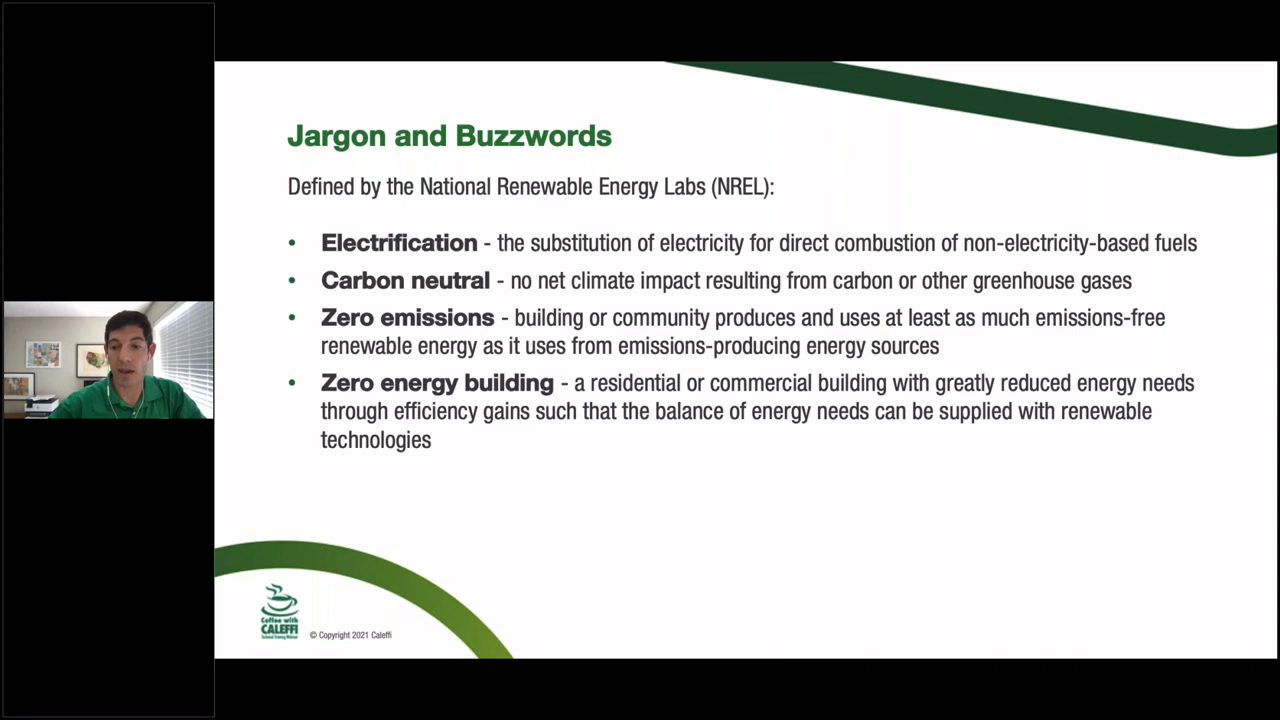 Jargon and Buzzwords
Defined by the National Renewable Energy Labs (NREL):
• Electrification - the substitution of electricity for direct combustion of non-electricity-based fuels
• Carbon neutral - no net climate impact resulting from carbon or other greenhouse gases
• Zero emissions - building or community produces and uses at least as much emissions-free
renewable energy as it uses from emissions-producing energy sources
• Zero energy building - a residential or commercial building with greatly reduced energy needs
through efficiency gains such that the balance of energy needs can be supplied with renewable
technologies
Coffee with
CALEFFI
© Copyright 2021 Caleffi